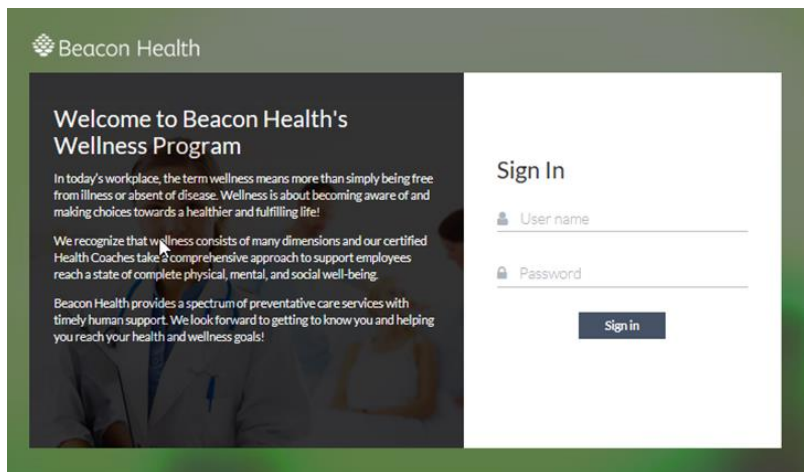 Beacon Health
Welcome to Beacon Health's
Wellness Program
In today's workplace, the term wellness means more than simply being free
from illness or absent of disease. Wellness is about becoming aware of and
making choices towards a healthier and fulfilling life!
We recognize that wellness consists of many dimensions and our certified
Health Coaches take a comprehensive approach to support employees
reach a state of complete physical, mental, and social well-being.
Beacon Health provides a spectrum of preventative care services with
timely human support. We look forward to getting to know you and helping
you reach your health and wellness goals!
Sign In
User name
Password
Sign in